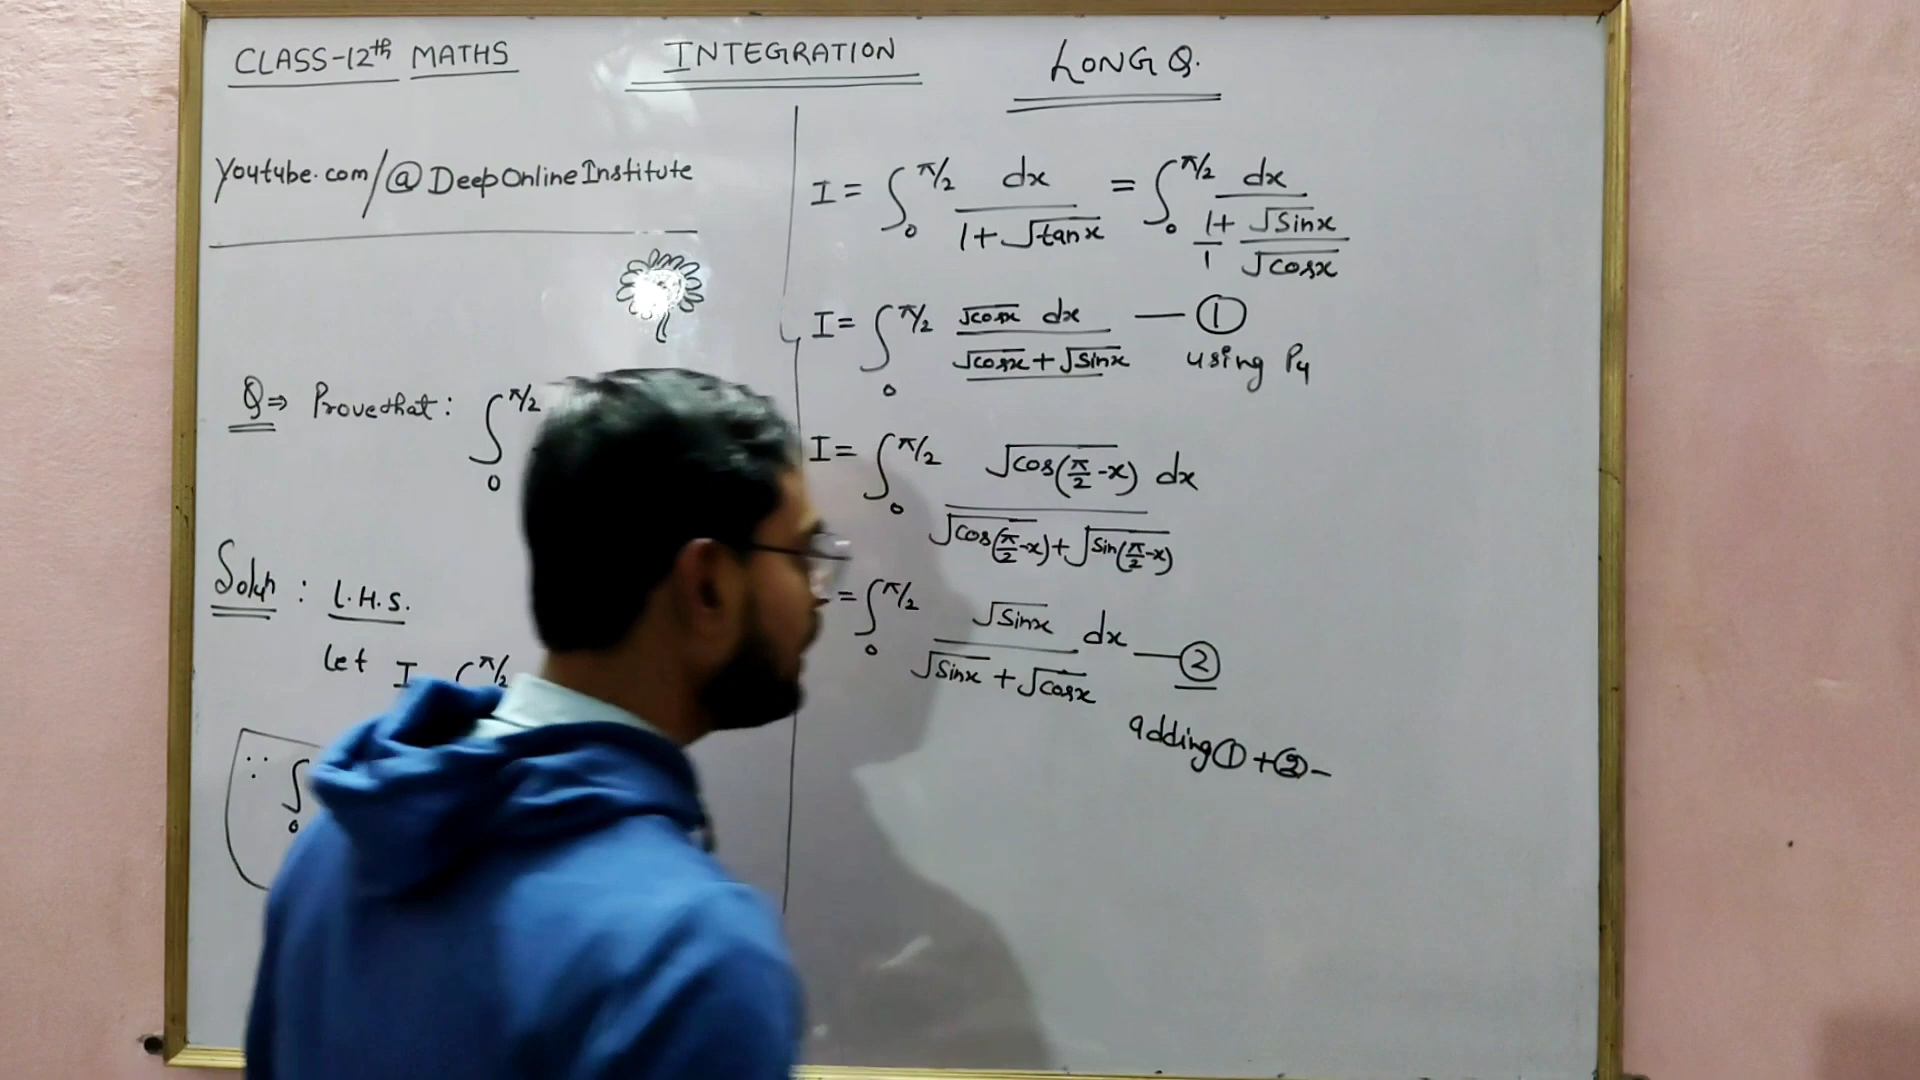 CLASS-12th MATHS
INTEGRATION
LONG Q.
Youtube.com/@DeepOnlineInstitute
Q⇒ Prove that: ∫₀^π/2
Solun: L.H.S.
Let I ∫^π/2
∵ ∫₀
I = ∫₀^π/2 dx / (1+√tanx) = ∫₀^π/2 dx / (1/1 + √sinx/√cosx)
I = ∫₀^π/2 √cosx dx / (√cosx + √sinx) — ①
using P4
I = ∫₀^π/2 √cos(π/2-x) dx / (√cos(π/2-x) + √sin(π/2-x))
= ∫₀^π/2 √sinx / (√sinx + √cosx) dx — ②
adding ① + ② -